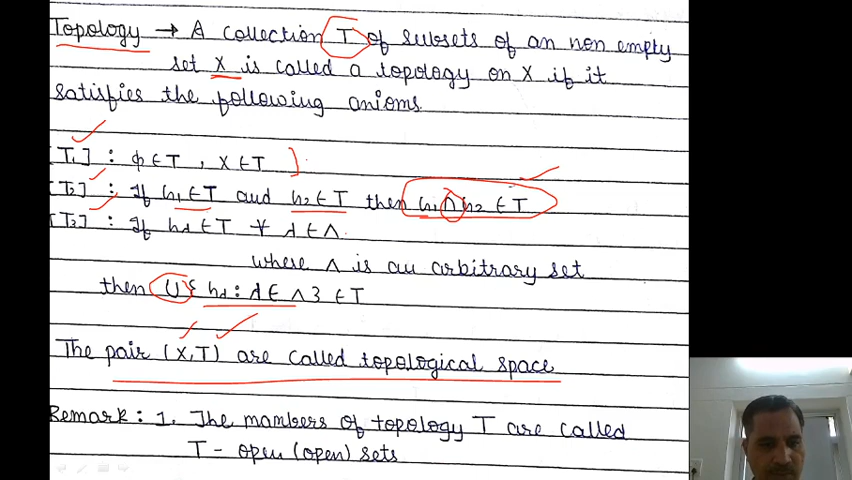 Topology → A collection T of subsets of an non empty
set X is called a topology on X if it
satisfies the following anioms.
[T1] : ϕ ∈ T , X ∈ T
[T2] : If h1 ∈ T and h2 ∈ T then h1 ∩ h2 ∈ T
[T3] : If hλ ∈ T ∀ λ ∈ Λ.
where Λ is an arbitrary set
then ∪{ hλ : λ ∈ Λ } ∈ T
The pair (X,T) are called topological space
Remark : 1. The mambers of topology T are called
T - open (open) sets